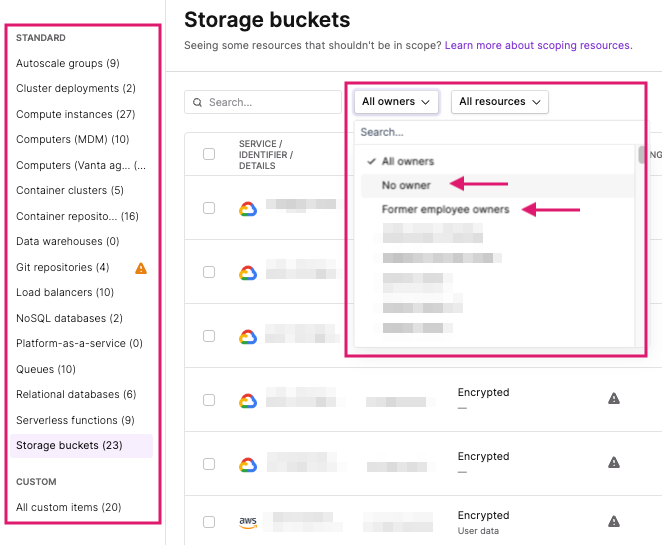 STANDARD
Autoscale groups (9)
Cluster deployments (2)
Compute instances (27)
Computers (MDM) (10)
Computers (Vanta ag... (...
Container clusters (5)
Container reposito... (16)
Data warehouses (0)
Git repositories (4)
Load balancers (10)
NoSQL databases (2)
Platform-as-a-service (0)
Queues (10)
Relational databases (6)
Serverless functions (9)
Storage buckets (23)
CUSTOM
All custom items (20)
Storage buckets
Seeing some resources that shouldn't be in scope? Learn more about scoping resources.
Search...
All owners
All resources
Search...
All owners
No owner
Former employee owners
SERVICE /
IDENTIFIER /
DETAILS
NG
Encrypted
—
Encrypted
—
aws
Encrypted
User data